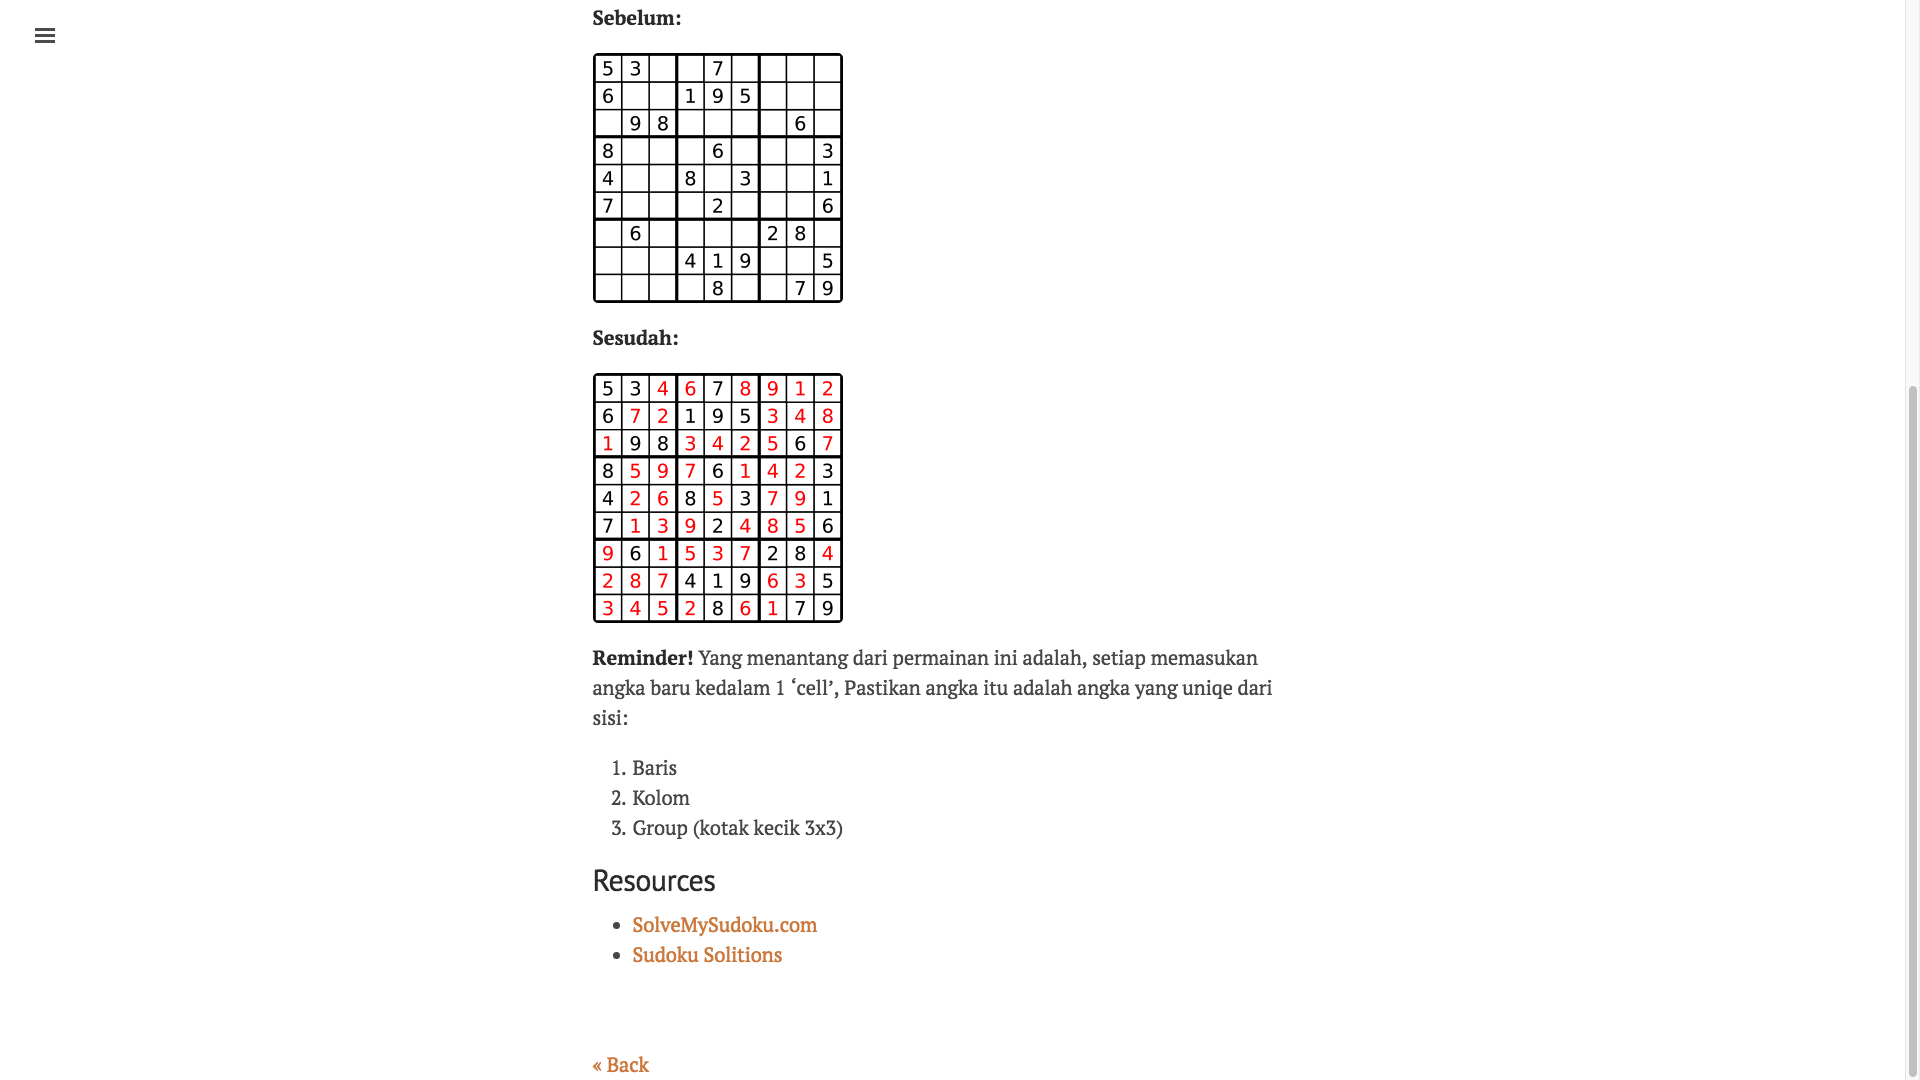 Sebelum:
5 3 7
6 1 9 5
9 8 6
8 6 3
4 8 3 1
7 2 6
6 2 8
4 1 9 5
8 7 9
Sesudah:
5 3 4 6 7 8 9 1 2
6 7 2 1 9 5 3 4 8
1 9 8 3 4 2 5 6 7
8 5 9 7 6 1 4 2 3
4 2 6 8 5 3 7 9 1
7 1 3 9 2 4 8 5 6
9 6 1 5 3 7 2 8 4
2 8 7 4 1 9 6 3 5
3 4 5 2 8 6 1 7 9
Reminder! Yang menantang dari permainan ini adalah, setiap memasukan
angka baru kedalam 1 ‘cell’, Pastikan angka itu adalah angka yang uniqe dari
sisi:
1. Baris
2. Kolom
3. Group (kotak kecik 3x3)
Resources
• SolveMySudoku.com
• Sudoku Solitions
« Back